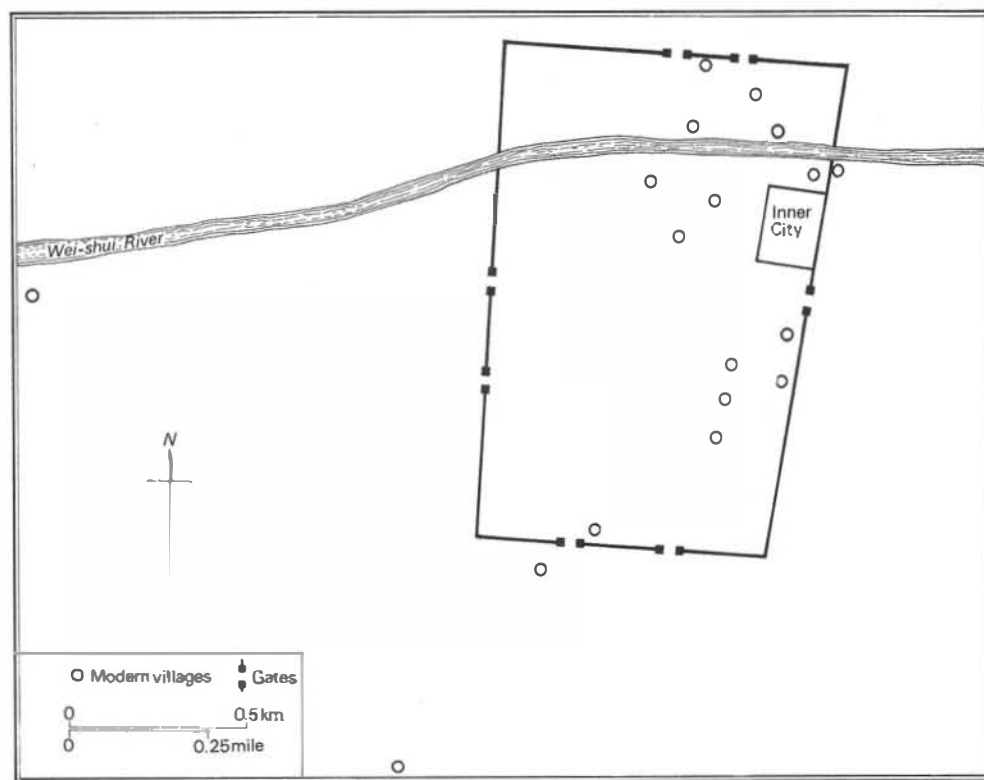 Wei-shui River
Inner
City
N
Modern villages
Gates
0 0.5 km
0 0.25 mile